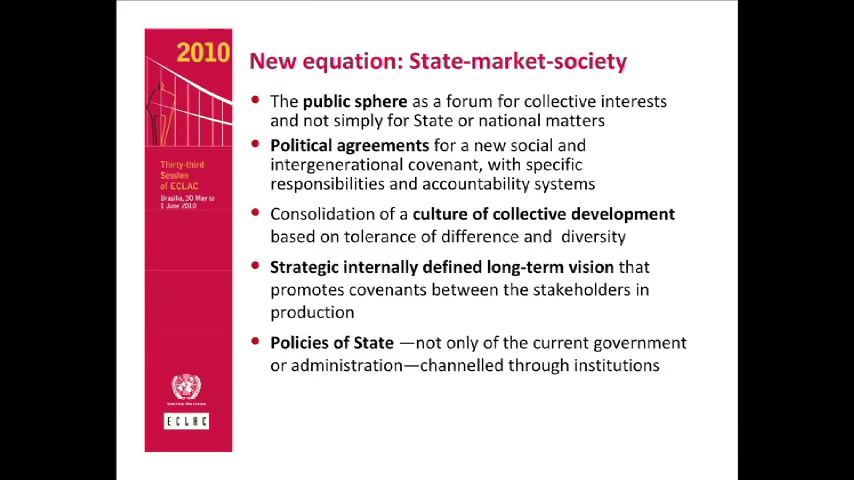 2010
Thirty-third
Session
of ECLAC
Brasilia, 30 May to
1 June 2010
New equation: State-market-society
The public sphere as a forum for collective interests
and not simply for State or national matters
Political agreements for a new social and
intergenerational covenant, with specific
responsibilities and accountability systems
Consolidation of a culture of collective development
based on tolerance of difference and diversity
Strategic internally defined long-term vision that
promotes covenants between the stakeholders in
production
Policies of State —not only of the current government
or administration—channelled through institutions
UNITED NATIONS
ECLAC